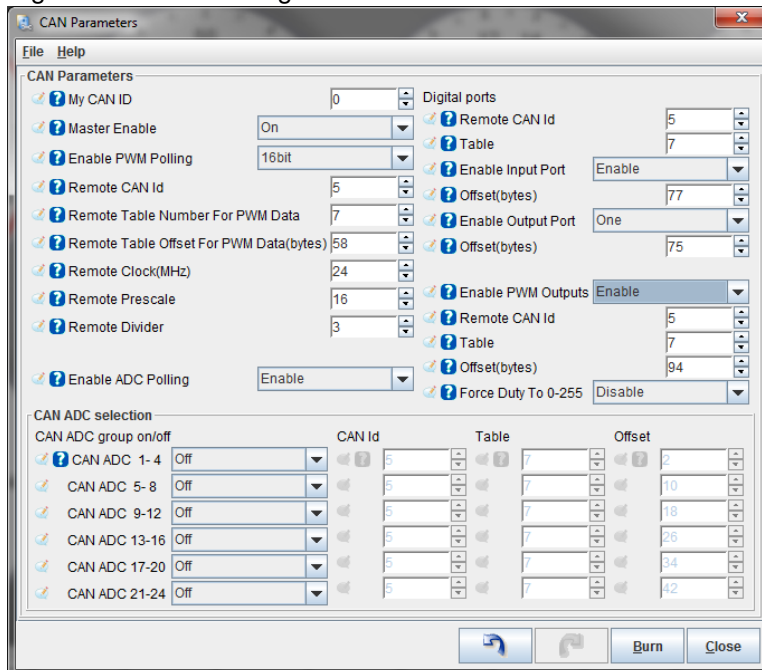 CAN Parameters
File Help
CAN Parameters
My CAN ID 0
Master Enable On
Enable PWM Polling 16bit
Remote CAN Id 5
Remote Table Number For PWM Data 7
Remote Table Offset For PWM Data(bytes) 58
Remote Clock(MHz) 24
Remote Prescale 16
Remote Divider 3
Enable ADC Polling Enable
Digital ports
Remote CAN Id 5
Table 7
Enable Input Port Enable
Offset(bytes) 77
Enable Output Port One
Offset(bytes) 75
Enable PWM Outputs Enable
Remote CAN Id 5
Table 7
Offset(bytes) 94
Force Duty To 0-255 Disable
CAN ADC selection
CAN ADC group on/off CAN Id Table Offset
CAN ADC 1- 4 Off 5 7 2
CAN ADC 5- 8 Off 5 7 10
CAN ADC 9-12 Off 5 7 18
CAN ADC 13-16 Off 5 7 26
CAN ADC 17-20 Off 5 7 34
CAN ADC 21-24 Off 5 7 42
Burn Close